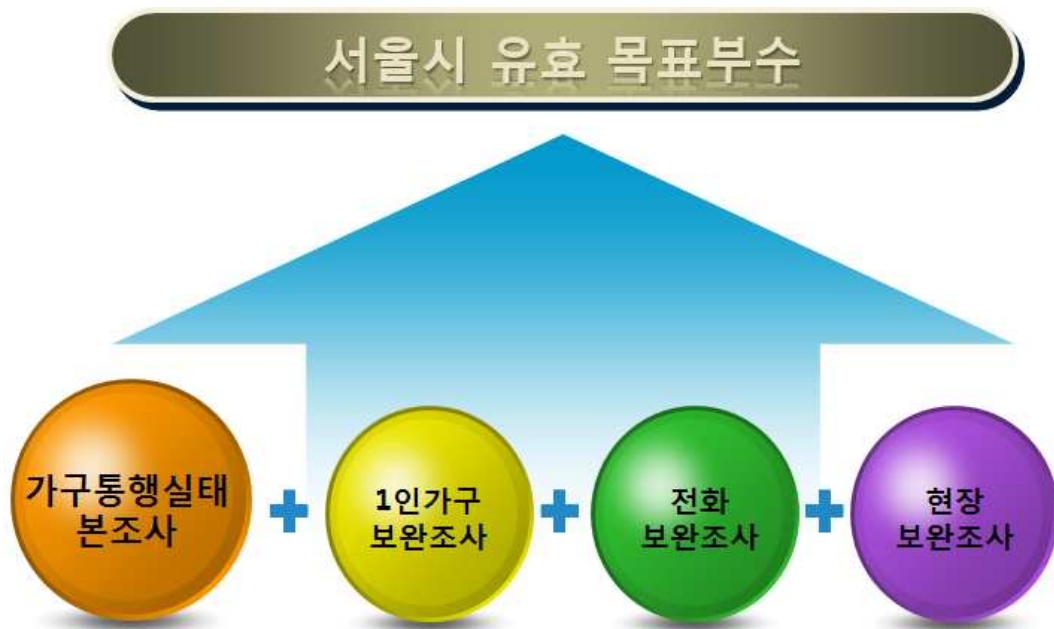 서울시 유효 목표부수
가구통행실태
본조사
1인가구
보완조사
전화
보완조사
현장
보완조사